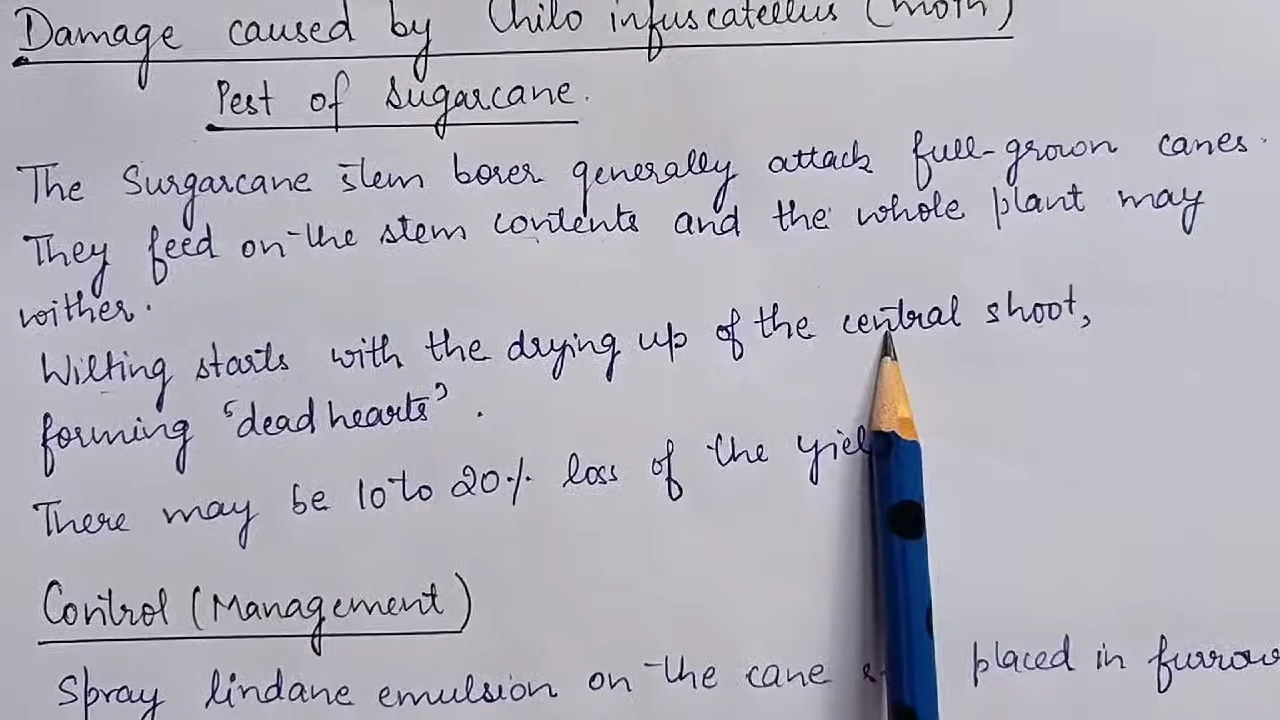 Damage caused by Chilo infuscatellus (moth)
Pest of sugarcane.
The Surgarcane stem borer generally attack full-grown canes.
They feed on the stem contents and the whole plant may
wither.
Wilting starts with the drying up of the central shoot,
forming 'dead hearts'.
There may be 10 to 20% loss of the
Control (Management)
Spray lindane emulsion on the cane placed in furrow